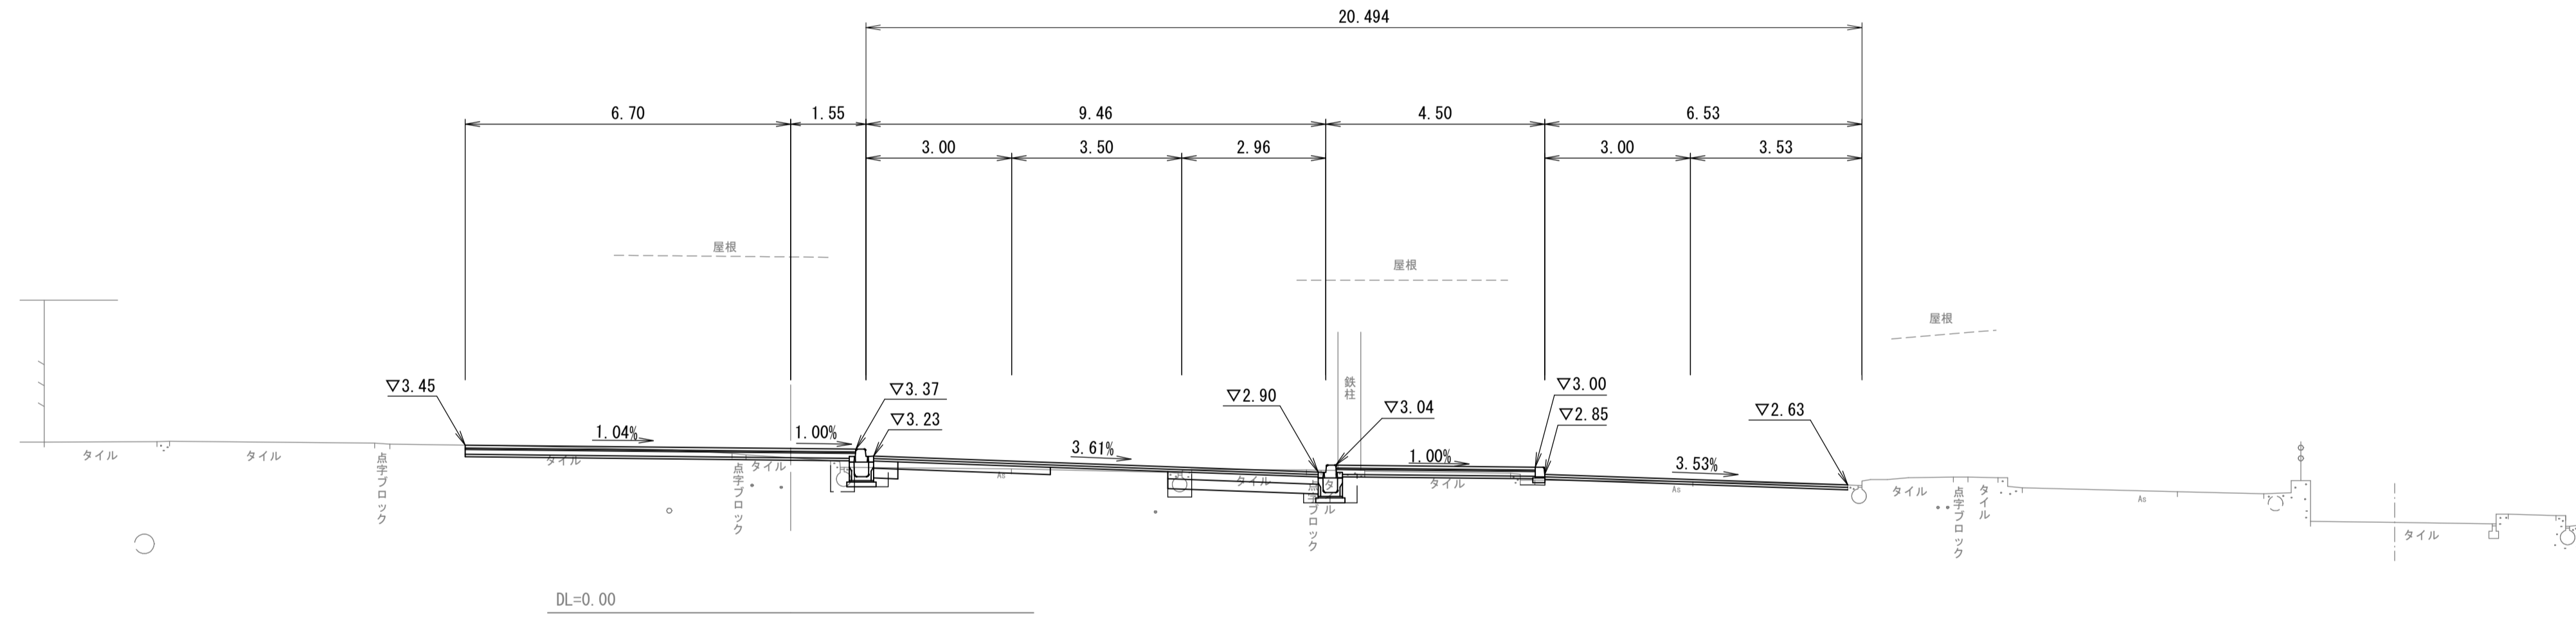 20.494
6.70
1.55
9.46
4.50
6.53
3.00
3.50
2.96
3.00
3.53
屋根
屋根
屋根
鉄柱
▽3.45
▽3.37
▽3.23
▽2.90
▽3.04
▽3.00
▽2.85
▽2.63
1.04%
1.00%
3.61%
1.00%
3.53%
タイル
タイル
点字ブロック
タイル
点字ブロック
タイル
As
タイル
点字ブロック
タイル
タイル
As
タイル
点字ブロック
タイル
As
タイル
DL=0.00